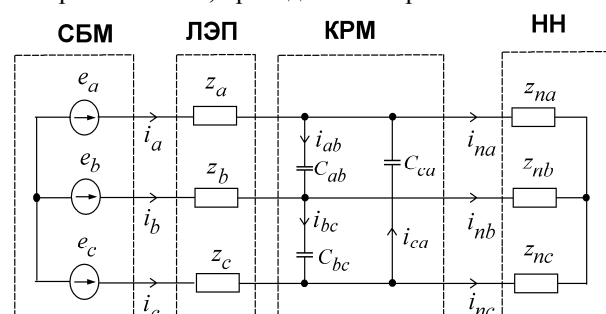 СБМ ЛЭП КРМ НН
e_a z_a z_na
i_a i_ab C_ca i_na
C_ab
e_b z_b z_nb
i_b i_bc i_ca i_nb
e_c z_c C_bc z_nc
i_c i_nc